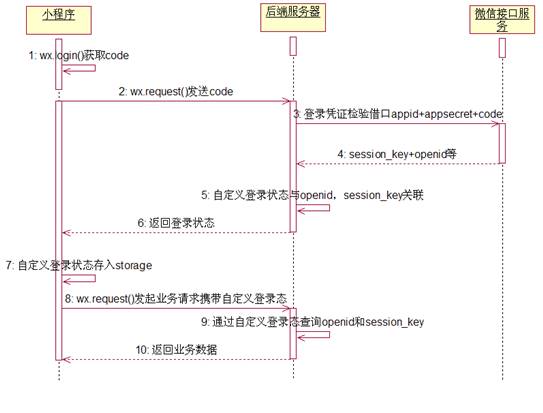 小程序
后端服务器
微信接口服
务
1: wx.login()获取code
2: wx.request()发送code
3: 登录凭证检验借口appid+appsecret+code
4: session_key+openid等
5: 自定义登录状态与openid，session_key关联
6: 返回登录状态
7: 自定义登录状态存入storage
8: wx.request()发起业务请求携带自定义登录态
9: 通过自定义登录态查询openid和session_key
10: 返回业务数据